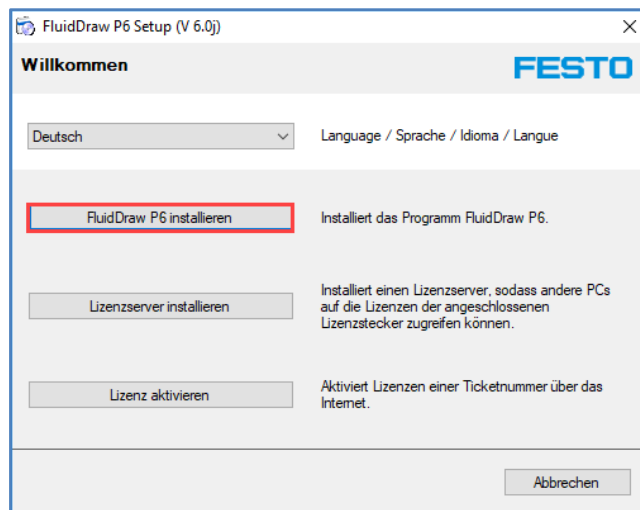 FluidDraw P6 Setup (V 6.0j)
Willkommen
FESTO
Deutsch
Language / Sprache / Idioma / Langue
FluidDraw P6 installieren
Installiert das Programm FluidDraw P6.
Lizenzserver installieren
Installiert einen Lizenzserver, sodass andere PCs
auf die Lizenzen der angeschlossenen
Lizenzstecker zugreifen können.
Lizenz aktivieren
Aktiviert Lizenzen einer Ticketnummer über das
Internet.
Abbrechen